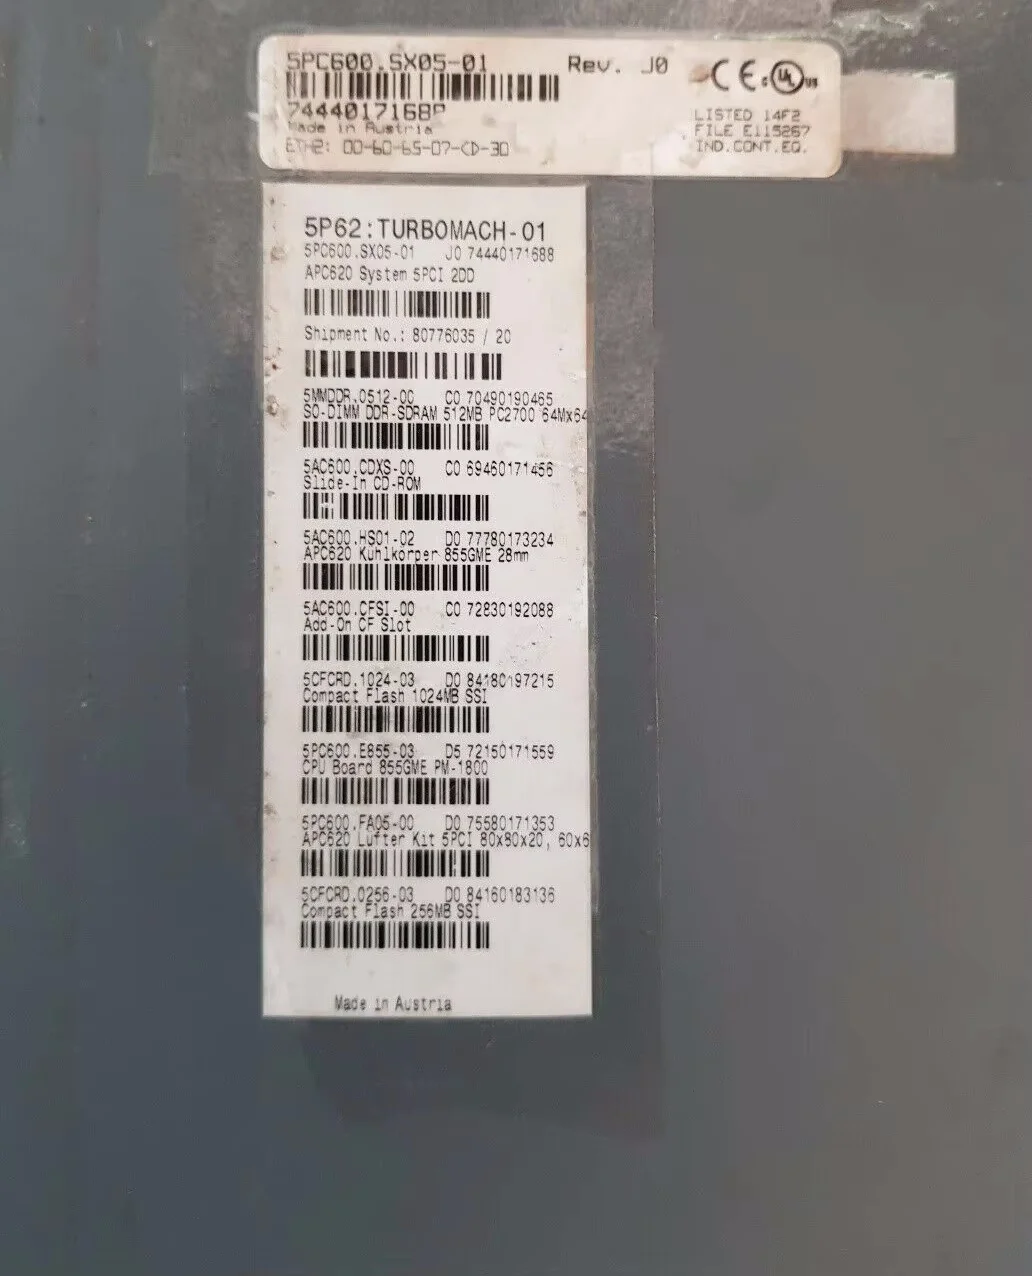 5PC600.SX05-01 Rev. J0 CE c UL us
7444017168
Made in Austria
ETH2: 00-60-65-07-CD-30
LISTED 14F2
FILE E115267
IND.CONT.EQ.
5P62:TURBOMACH-01
5PC600.SX05-01 J0 74440171688
APC620 System 5PCI 2DD
Shipment No.: 80776035 / 20
5MMDDR.0512-00 C0 70490190465
SO-DIMM DDR-SDRAM 512MB PC2700 64Mx64
5AC600.CDXS-00 C0 69460171456
Slide-In CD-ROM
5AC600.HS01-02 D0 77780173234
APC620 Kühlkörper 855GME 28mm
5AC600.CFSI-00 C0 72830192088
Add-On CF Slot
5CFCRD.1024-03 D0 84180197215
Compact Flash 1024MB SSI
5PC600.E855-03 D5 72150171559
CPU Board 855GME PM-1800
5PC600.FA05-00 D0 75580171353
APC620 Lüfter Kit 5PCI 80x80x20, 60x6
5CFCRD.0256-03 D0 84160183136
Compact Flash 256MB SSI
Made in Austria